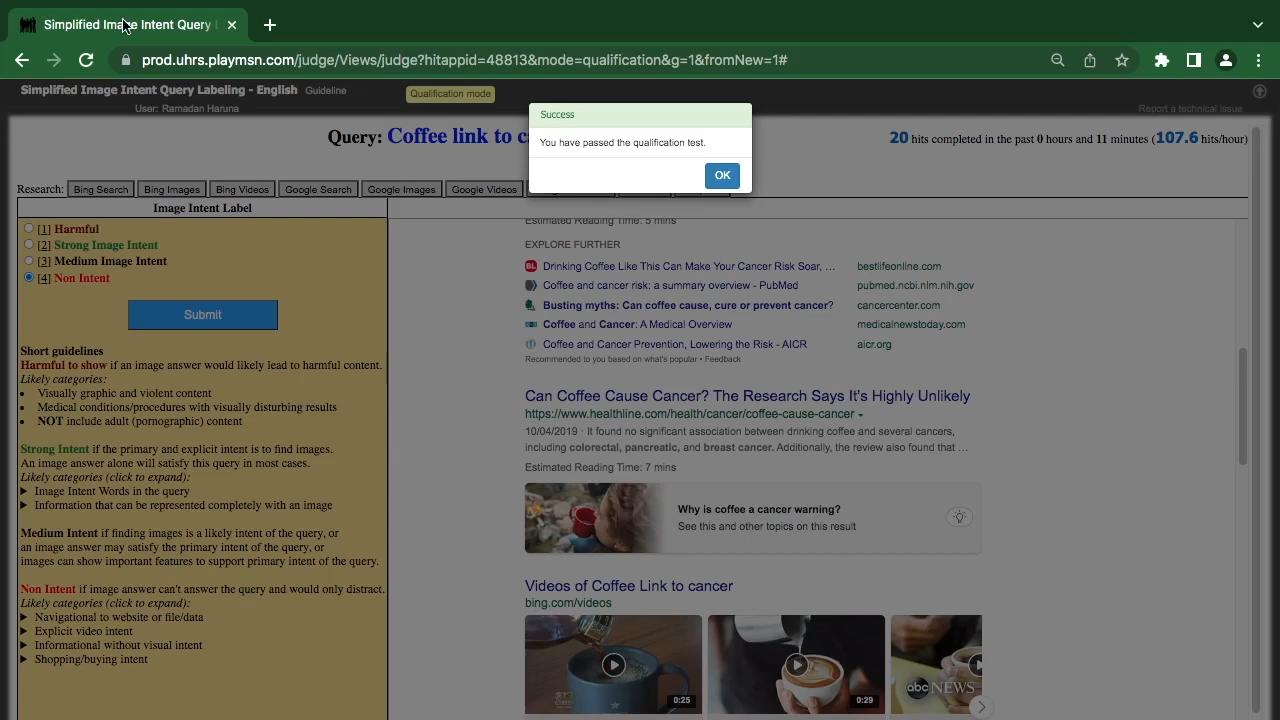 Simplified Image Intent Query L
prod.uhrs.playmsn.com/judge/Views/judge?hitappid=48813&mode=qualification&g=1&fromNew=1#
Simplified Image Intent Query Labeling - English
Guideline
Qualification mode
User: Ramadan Haruna
Report a technical issue
Success
You have passed the qualification test.
OK
Query: Coffee link to c
20 hits completed in the past 0 hours and 11 minutes (107.6 hits/hour)
Research: Bing Search Bing Images Bing Videos Google Search Google Images Google Videos
Image Intent Label
[1] Harmful
[2] Strong Image Intent
[3] Medium Image Intent
[4] Non Intent
Submit
Short guidelines
Harmful to show if an image answer would likely lead to harmful content.
Likely categories:
• Visually graphic and violent content
• Medical conditions/procedures with visually disturbing results
• NOT include adult (pornographic) content
Strong Intent if the primary and explicit intent is to find images.
An image answer alone will satisfy this query in most cases.
Likely categories (click to expand):
Image Intent Words in the query
Information that can be represented completely with an image
Medium Intent if finding images is a likely intent of the query, or
an image answer may satisfy the primary intent of the query, or
images can show important features to support primary intent of the query.
Non Intent if image answer can't answer the query and would only distract.
Likely categories (click to expand):
Navigational to website or file/data
Explicit video intent
Informational without visual intent
Shopping/buying intent
Estimated Reading Time: 5 mins
EXPLORE FURTHER
BL Drinking Coffee Like This Can Make Your Cancer Risk Soar, ... bestlifeonline.com
Coffee and cancer risk: a summary overview - PubMed pubmed.ncbi.nlm.nih.gov
Busting myths: Can coffee cause, cure or prevent cancer? cancercenter.com
Coffee and Cancer: A Medical Overview medicalnewstoday.com
Coffee and Cancer Prevention, Lowering the Risk - AICR aicr.org
Recommended to you based on what's popular • Feedback
Can Coffee Cause Cancer? The Research Says It's Highly Unlikely
https://www.healthline.com/health/cancer/coffee-cause-cancer
10/04/2019 · It found no significant association between drinking coffee and several cancers,
including colorectal, pancreatic, and breast cancer. Additionally, the review also found that ...
Estimated Reading Time: 7 mins
Why is coffee a cancer warning?
See this and other topics on this result
Videos of Coffee Link to cancer
bing.com/videos
0:25
0:29
abc NEWS